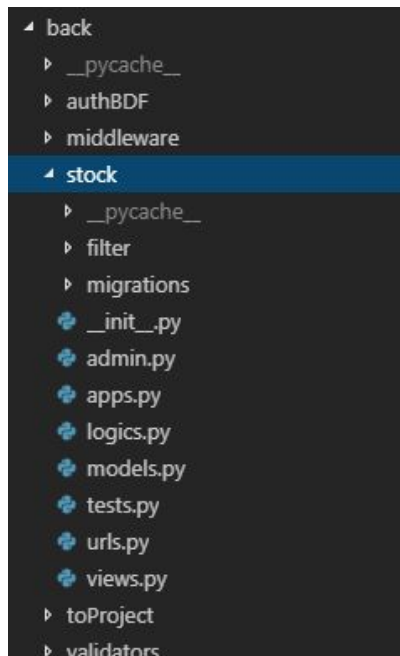 back
__pycache__
authBDF
middleware
stock
__pycache__
filter
migrations
__init__.py
admin.py
apps.py
logics.py
models.py
tests.py
urls.py
views.py
toProject
validators